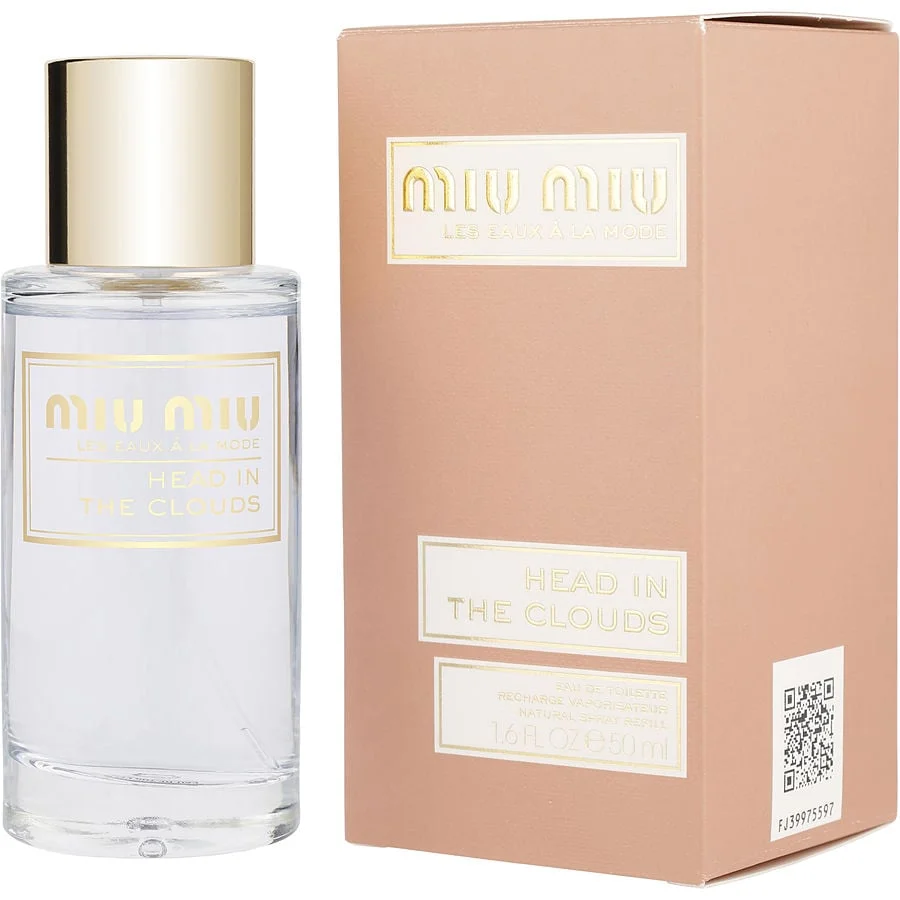 MIU MIU
LES EAUX À LA MODE
HEAD IN
THE CLOUDS
MIU MIU
LES EAUX À LA MODE
HEAD IN
THE CLOUDS
EAU DE TOILETTE
RECHARGE VAPORISATEUR
NATURAL SPRAY REFILL
1.6 FL OZ ℮ 50 ml
FJ39975597